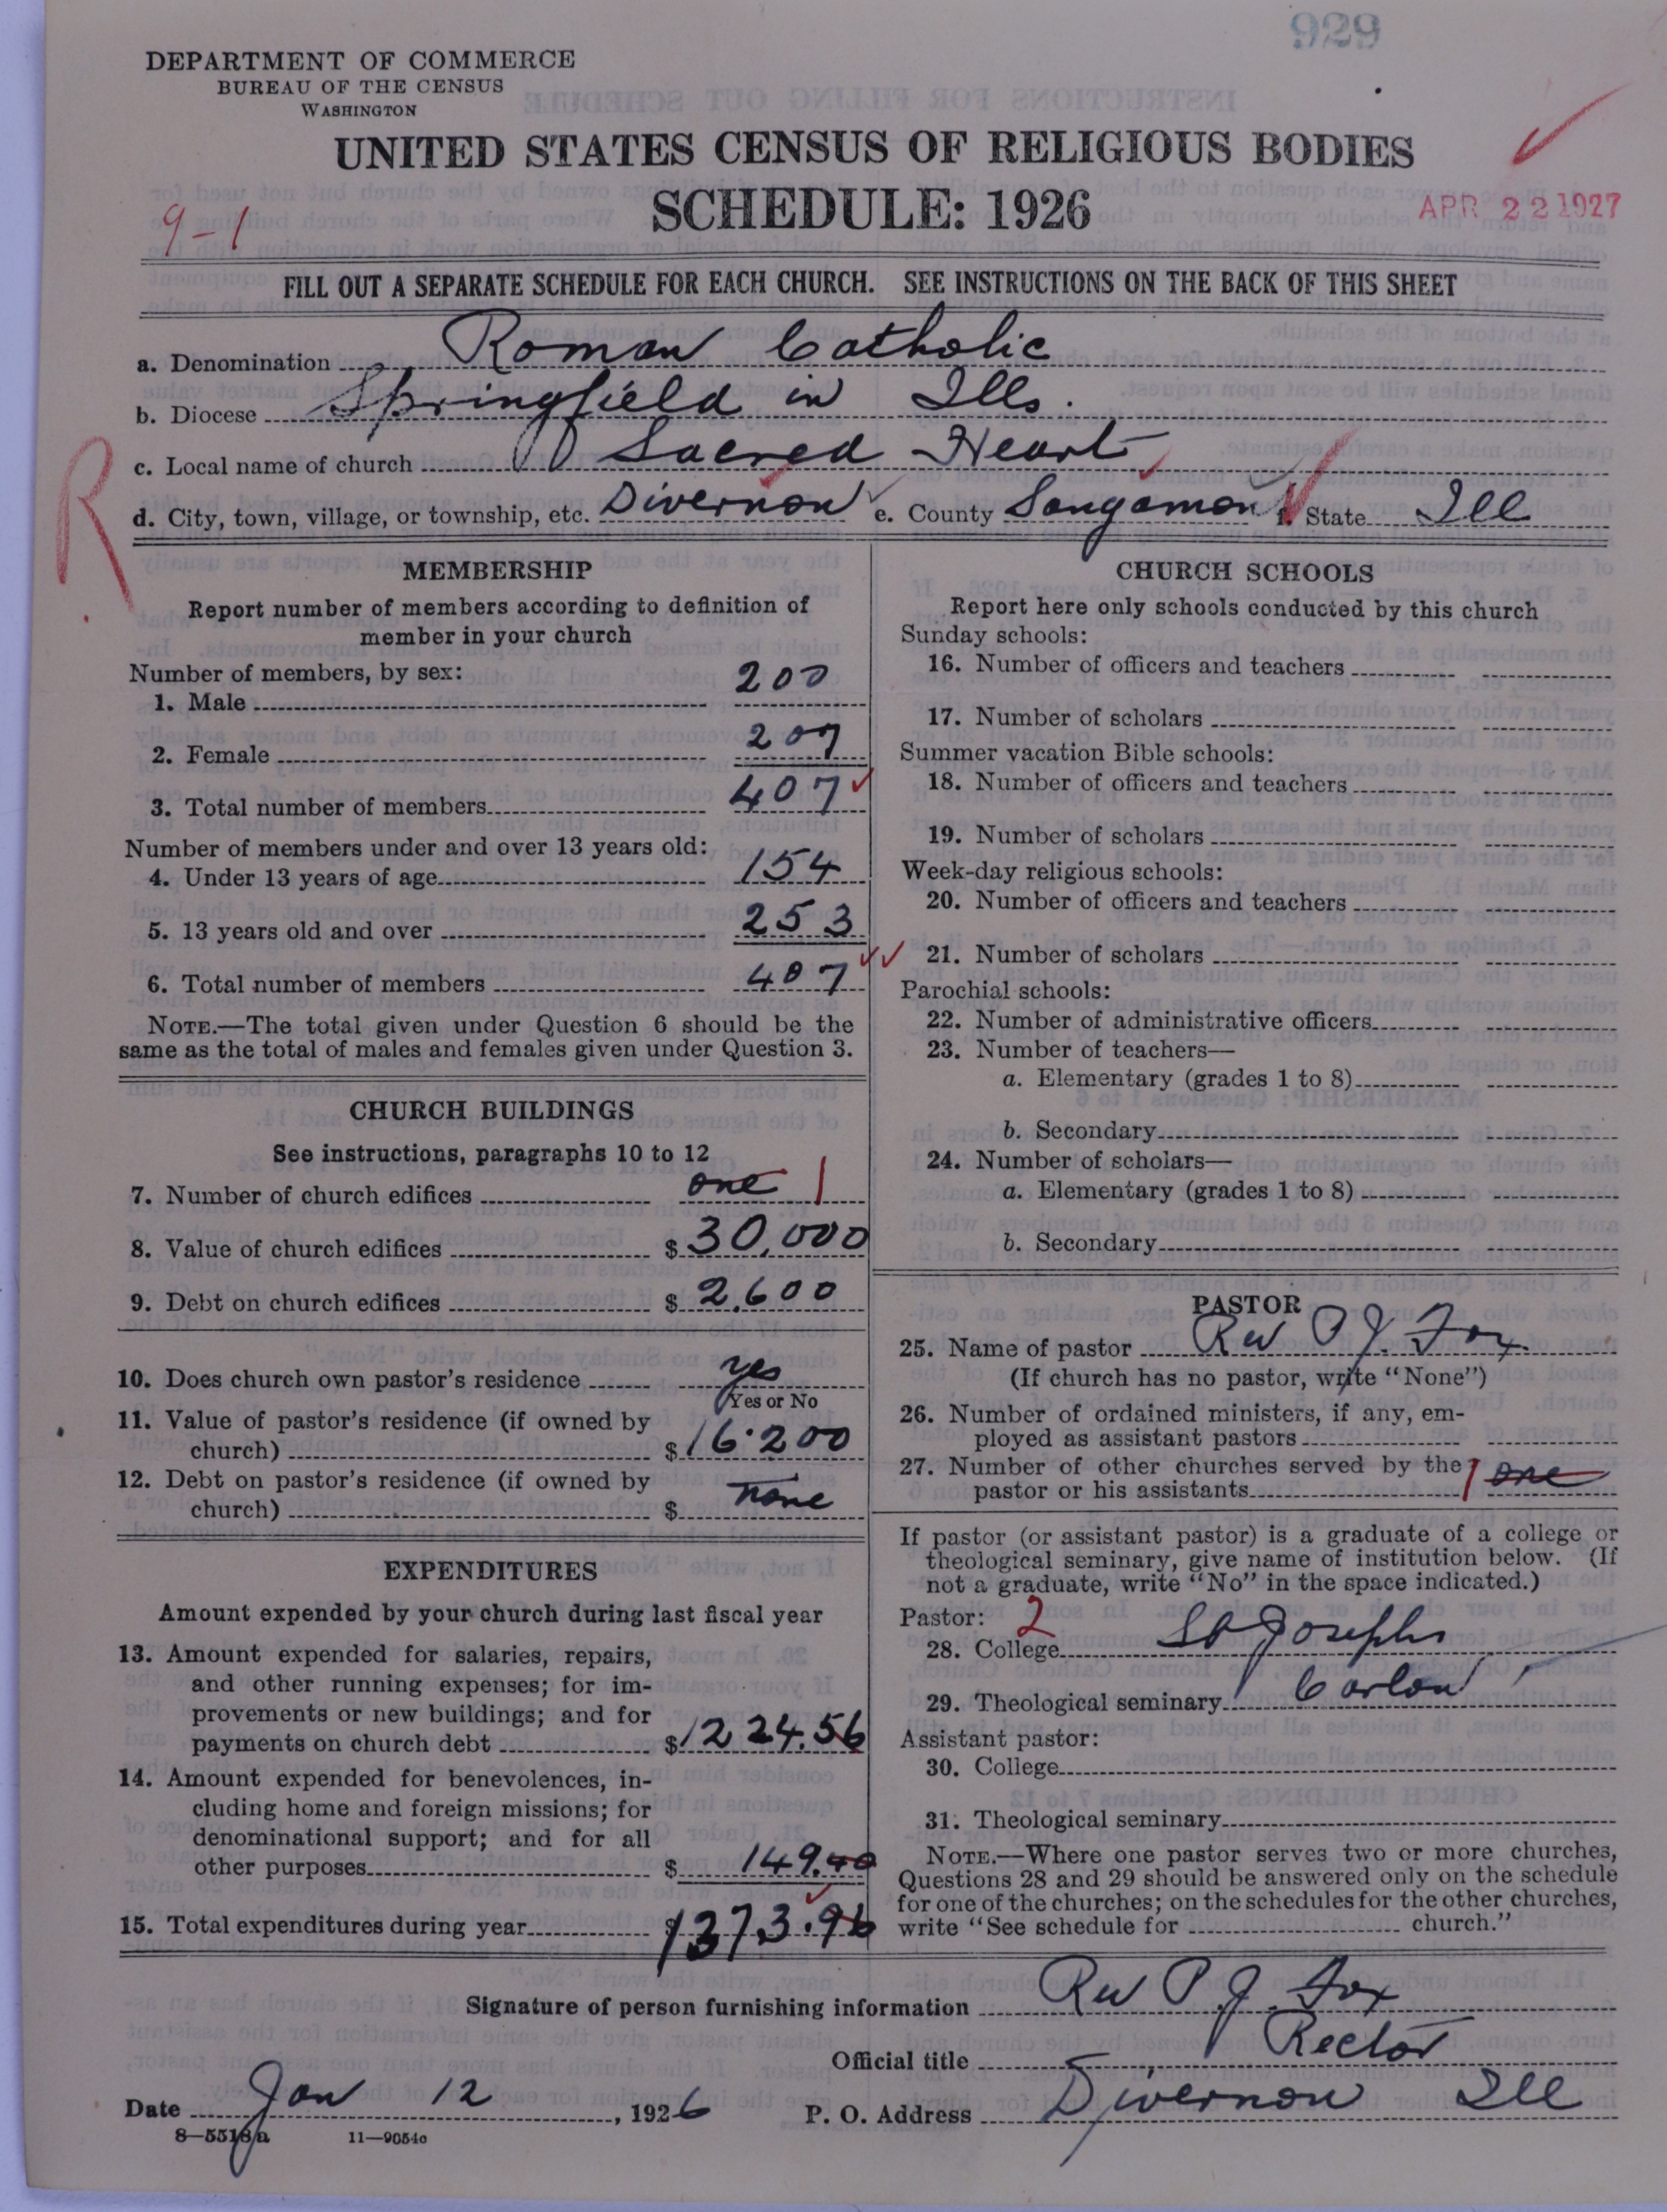 929
DEPARTMENT OF COMMERCE
BUREAU OF THE CENSUS
WASHINGTON
UNITED STATES CENSUS OF RELIGIOUS BODIES
SCHEDULE: 1926
9-1
APR 22 1927
FILL OUT A SEPARATE SCHEDULE FOR EACH CHURCH. SEE INSTRUCTIONS ON THE BACK OF THIS SHEET
a. Denomination Roman Catholic
b. Diocese Springfield in Ills.
c. Local name of church Sacred Heart
R
d. City, town, village, or township, etc. Divernon e. County Sangamon f. State Ill
MEMBERSHIP
Report number of members according to definition of
member in your church
Number of members, by sex:
1. Male 200
2. Female 207
3. Total number of members 407
Number of members under and over 13 years old:
4. Under 13 years of age 154
5. 13 years old and over 253
6. Total number of members 407
NOTE.—The total given under Question 6 should be the
same as the total of males and females given under Question 3.
CHURCH BUILDINGS
See instructions, paragraphs 10 to 12
7. Number of church edifices one 1
8. Value of church edifices $ 30,000
9. Debt on church edifices $ 2,600
10. Does church own pastor's residence yes
Yes or No
11. Value of pastor's residence (if owned by
church) $ 16.200
12. Debt on pastor's residence (if owned by
church) $ none
EXPENDITURES
Amount expended by your church during last fiscal year
13. Amount expended for salaries, repairs,
and other running expenses; for im-
provements or new buildings; and for
payments on church debt $ 1224.56
14. Amount expended for benevolences, in-
cluding home and foreign missions; for
denominational support; and for all
other purposes $ 149.40
15. Total expenditures during year $ 1373.96
CHURCH SCHOOLS
Report here only schools conducted by this church
Sunday schools:
16. Number of officers and teachers
17. Number of scholars
Summer vacation Bible schools:
18. Number of officers and teachers
19. Number of scholars
Week-day religious schools:
20. Number of officers and teachers
21. Number of scholars
Parochial schools:
22. Number of administrative officers
23. Number of teachers—
a. Elementary (grades 1 to 8)
b. Secondary
24. Number of scholars—
a. Elementary (grades 1 to 8)
b. Secondary
PASTOR
25. Name of pastor Rev P J. Fox
(If church has no pastor, write "None")
26. Number of ordained ministers, if any, em-
ployed as assistant pastors
27. Number of other churches served by the
pastor or his assistants 1 one
If pastor (or assistant pastor) is a graduate of a college or
theological seminary, give name of institution below. (If
not a graduate, write "No" in the space indicated.)
Pastor: 2
28. College St Josephs
29. Theological seminary Carlow
Assistant pastor:
30. College
31. Theological seminary
NOTE.—Where one pastor serves two or more churches,
Questions 28 and 29 should be answered only on the schedule
for one of the churches; on the schedules for the other churches,
write "See schedule for church."
Signature of person furnishing information Rev P. J. Fox
Official title Rector
Date Jan 12, 1926 P. O. Address Divernon Ill
8-5518a 11-9054c